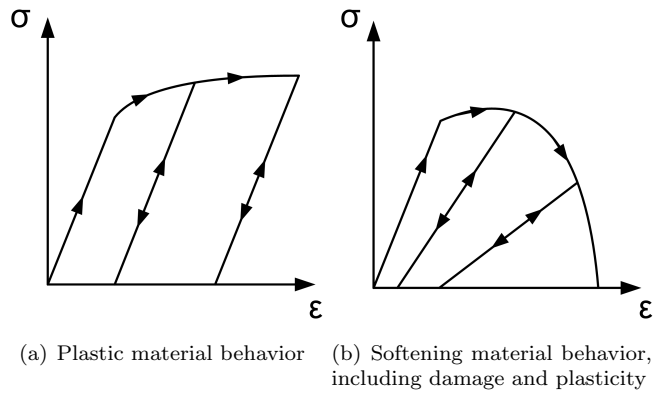 σ
σ
ε
ε
(a) Plastic material behavior
(b) Softening material behavior,
including damage and plasticity